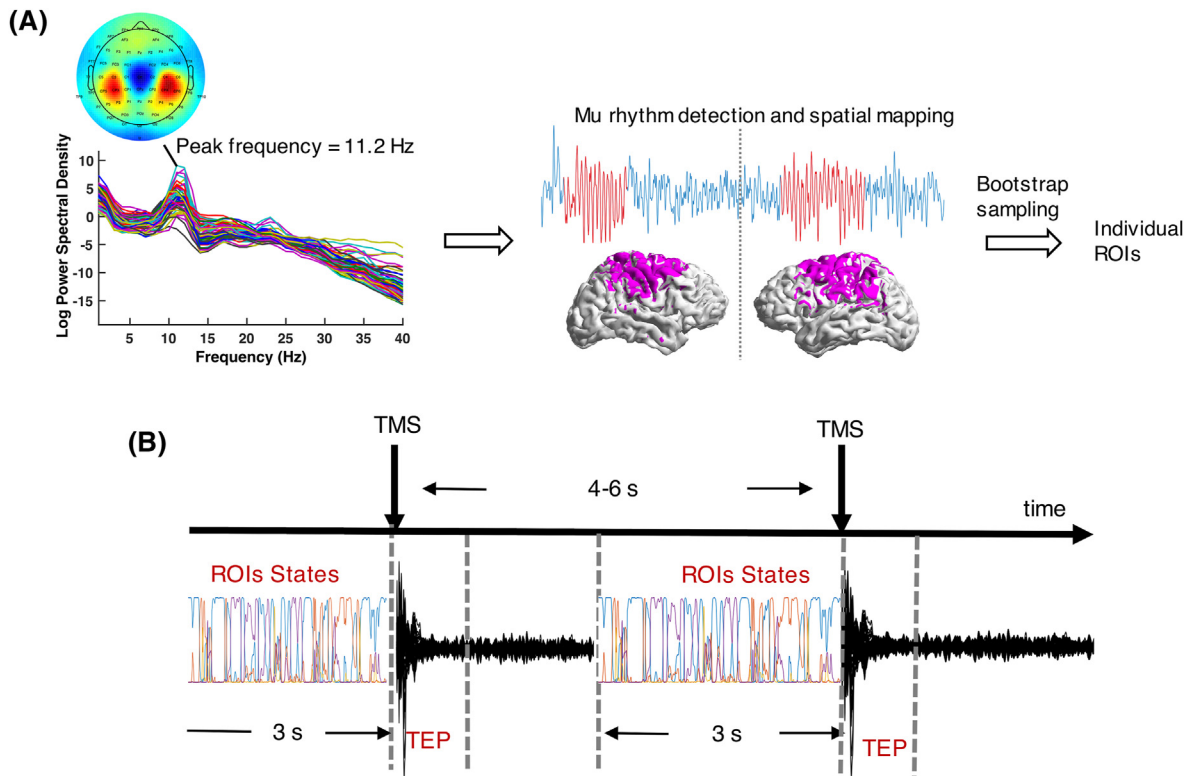 (A)
Peak frequency = 11.2 Hz
Log Power Spectral Density
10
5
0
-5
-10
-15
5 10 15 20 25 30 35 40
Frequency (Hz)
Mu rhythm detection and spatial mapping
Bootstrap
sampling
Individual
ROIs
(B)
TMS
TMS
4-6 s
time
ROIs States
ROIs States
3 s
TEP
3 s
TEP